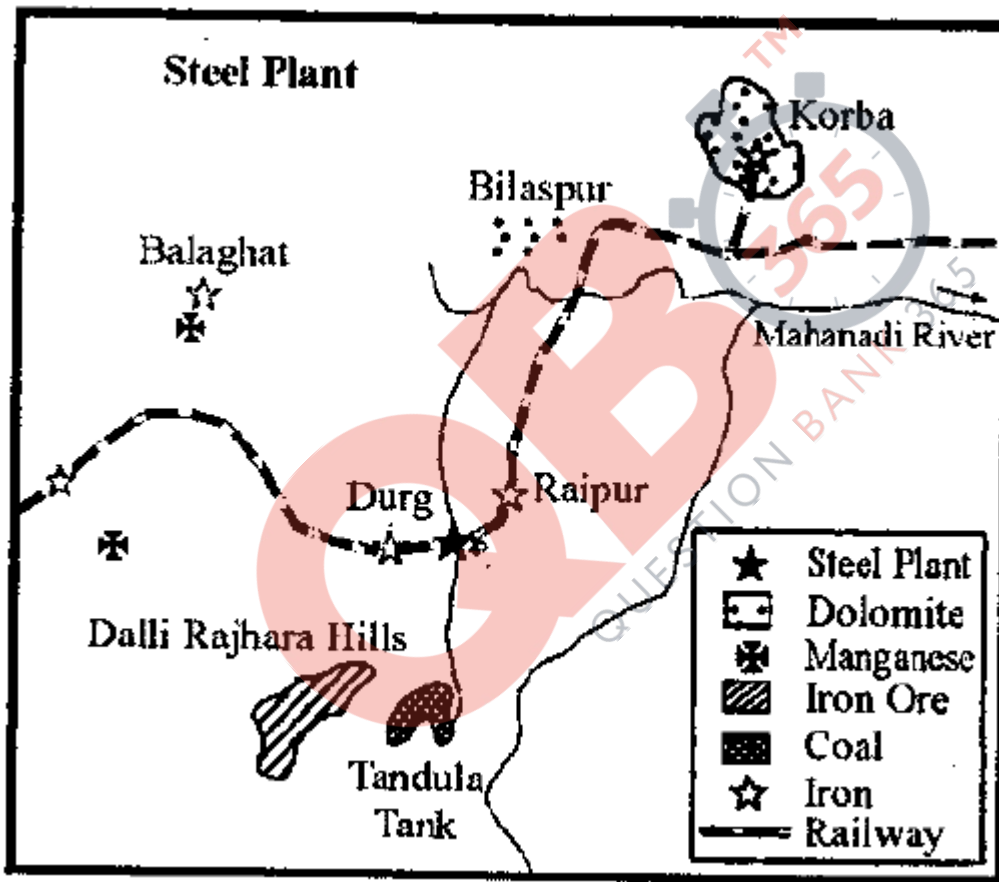 Steel Plant
Korba
Bilaspur
Balaghat
Mahanadi River
Durg
Raipur
Dalli Rajhara Hills
Tandula
Tank
Steel Plant
Dolomite
Manganese
Iron Ore
Coal
Iron
Railway
QB
365
TM
QUESTION BANK 365